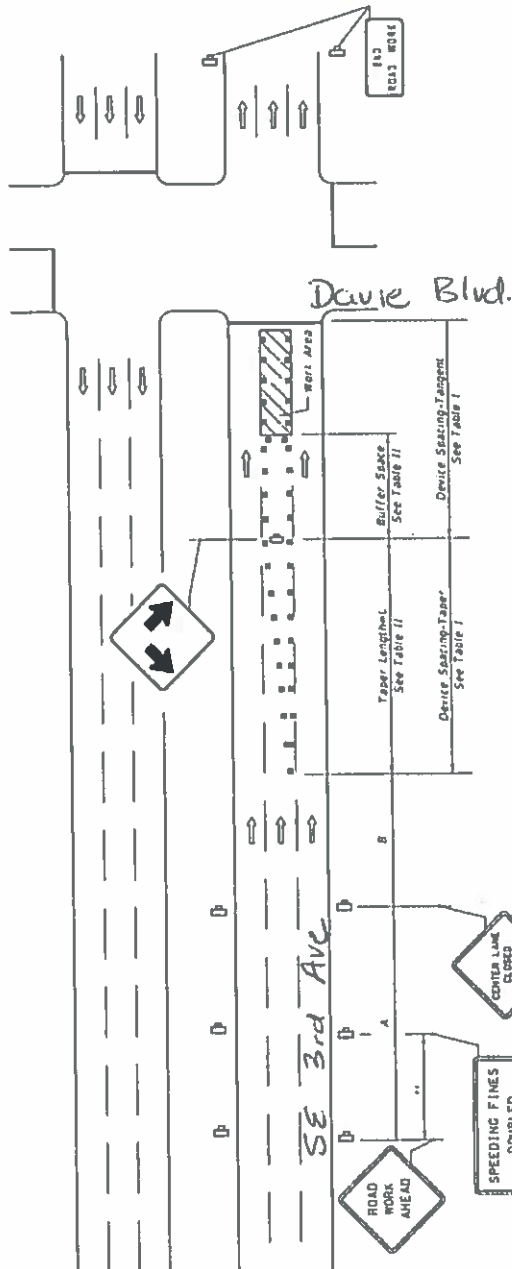 END
ROAD WORK
Davie Blvd.
Work Area
Buffer Space
See Table II
Device Spacing-Tangent
See Table I
Taper Length
See Table II
Device Spacing-Taper
See Table I
B
SE 3rd Ave
A
CENTER LANE
CLOSED
SPEEDING FINES
DOUBLED
ROAD
WORK
AHEAD